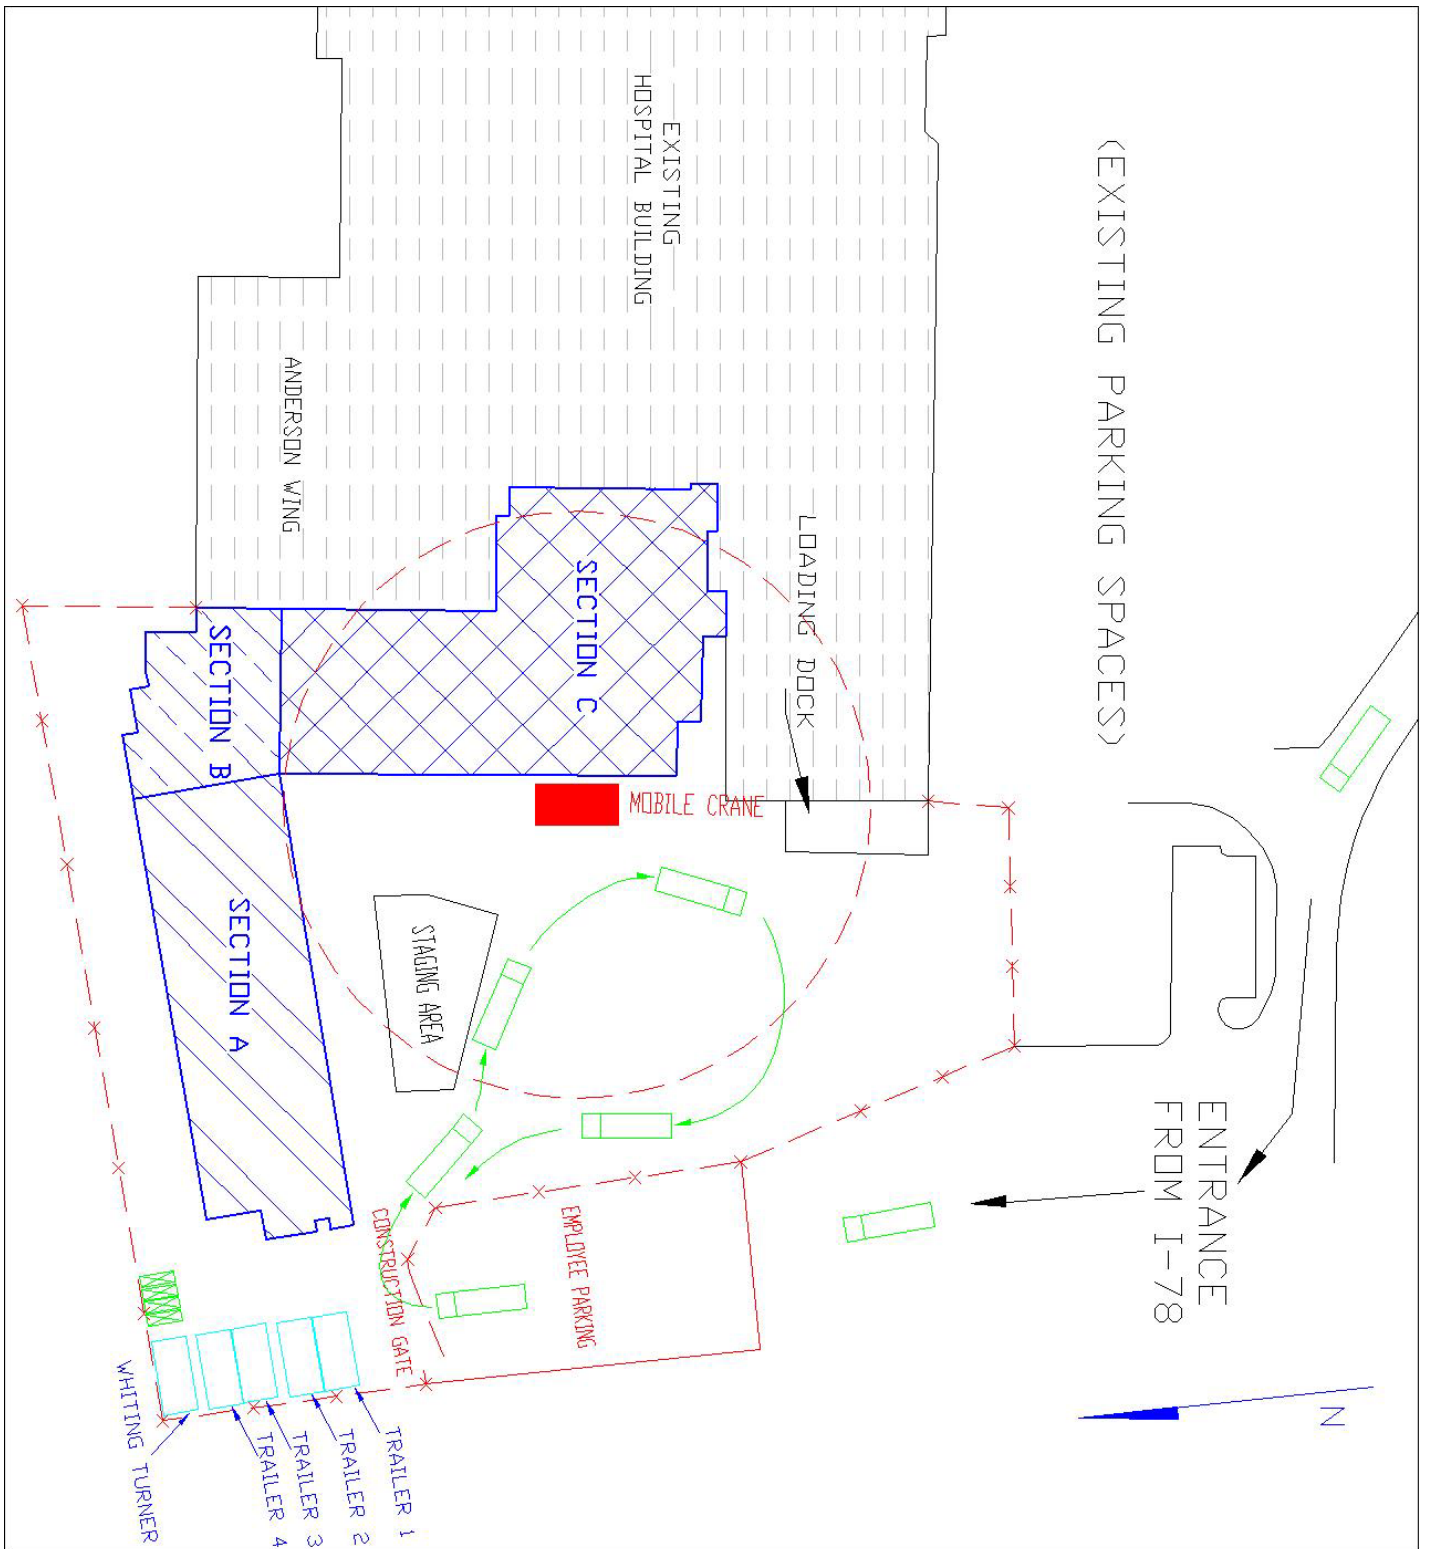 <EXISTING PARKING SPACES>
EXISTING
HOSPITAL BUILDING
ANDERSON WING
LOADING DOCK
SECTION C
SECTION B
SECTION A
MOBILE CRANE
STAGING AREA
ENTRANCE
FROM I-78
EMPLOYEE PARKING
CONSTRUCTION GATE
N
TRAILER 1
TRAILER 2
TRAILER 3
TRAILER 4
WHITING TURNER